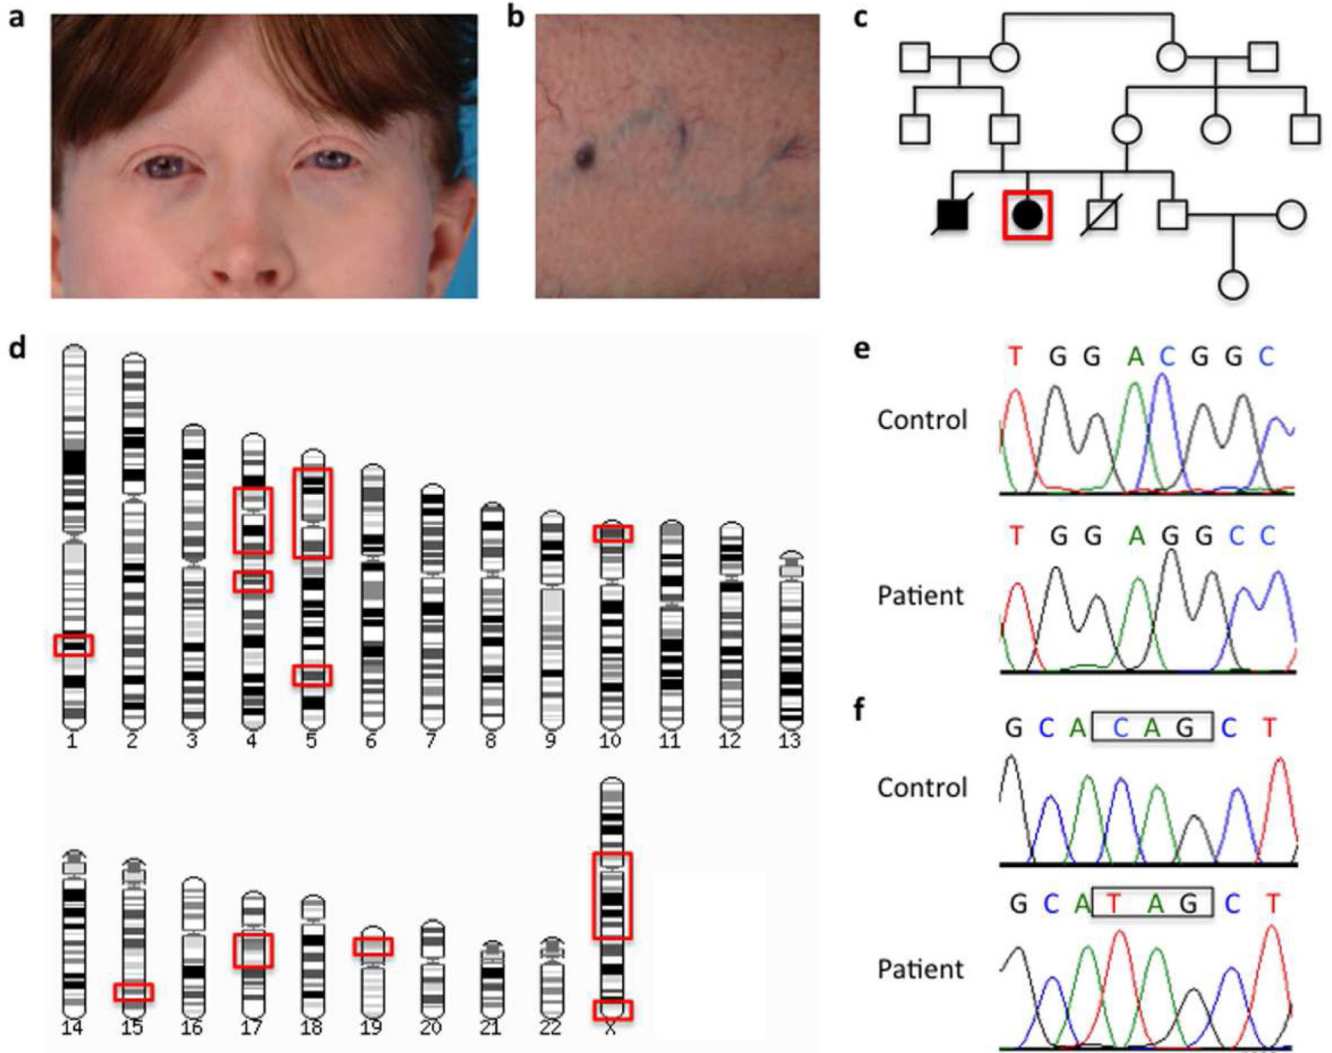 a
b
c
d
1 2 3 4 5 6 7 8 9 10 11 12 13
14 15 16 17 18 19 20 21 22 X
e
T G G A C G G C
Control
T G G A G G C C
Patient
f
G C A C A G C T
Control
G C A T A G C T
Patient